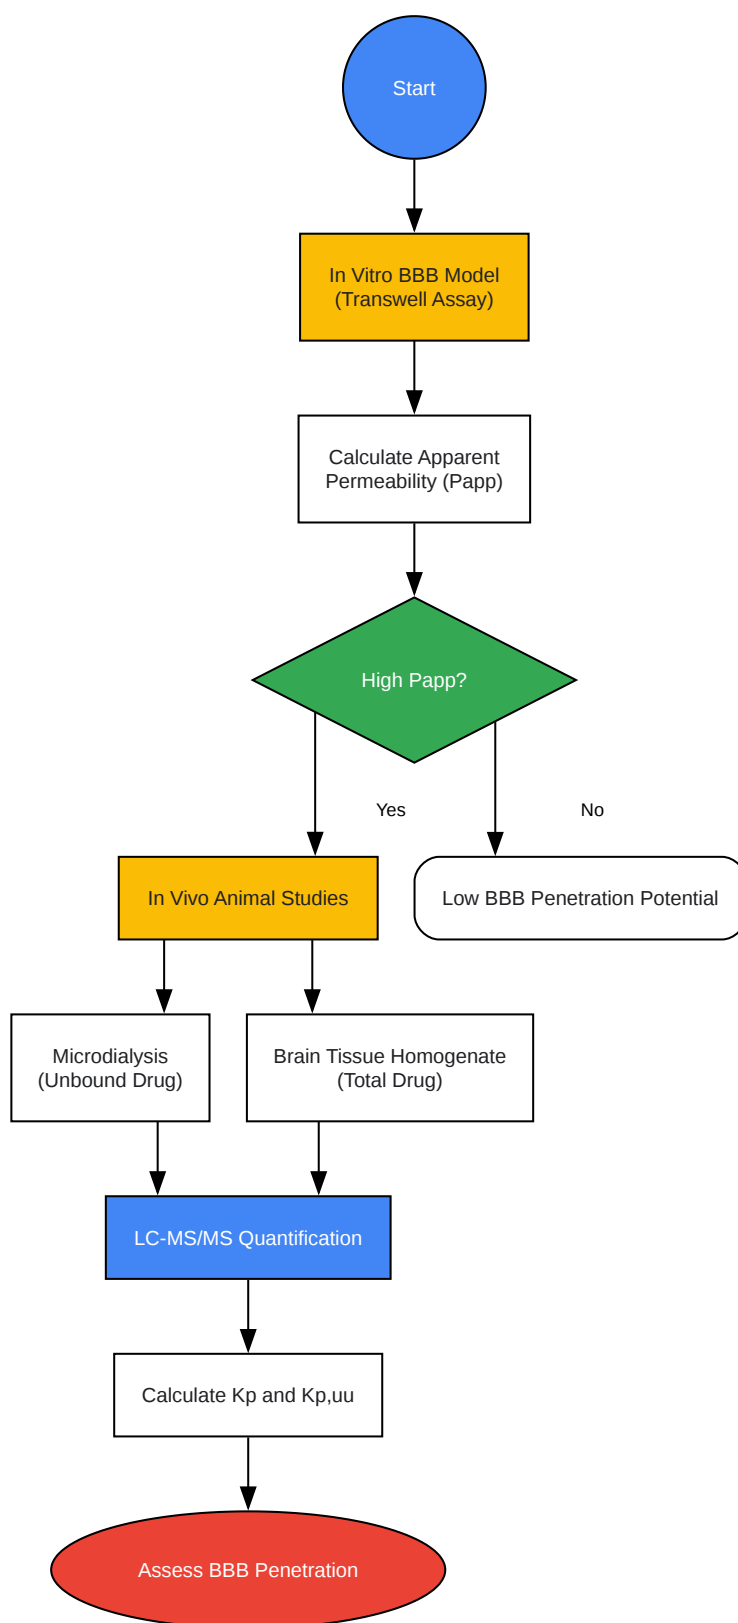 Start
In Vitro BBB Model
(Transwell Assay)
Calculate Apparent
Permeability (Papp)
High Papp?
Yes
No
In Vivo Animal Studies
Low BBB Penetration Potential
Microdialysis
(Unbound Drug)
Brain Tissue Homogenate
(Total Drug)
LC-MS/MS Quantification
Calculate Kp and Kp,uu
Assess BBB Penetration